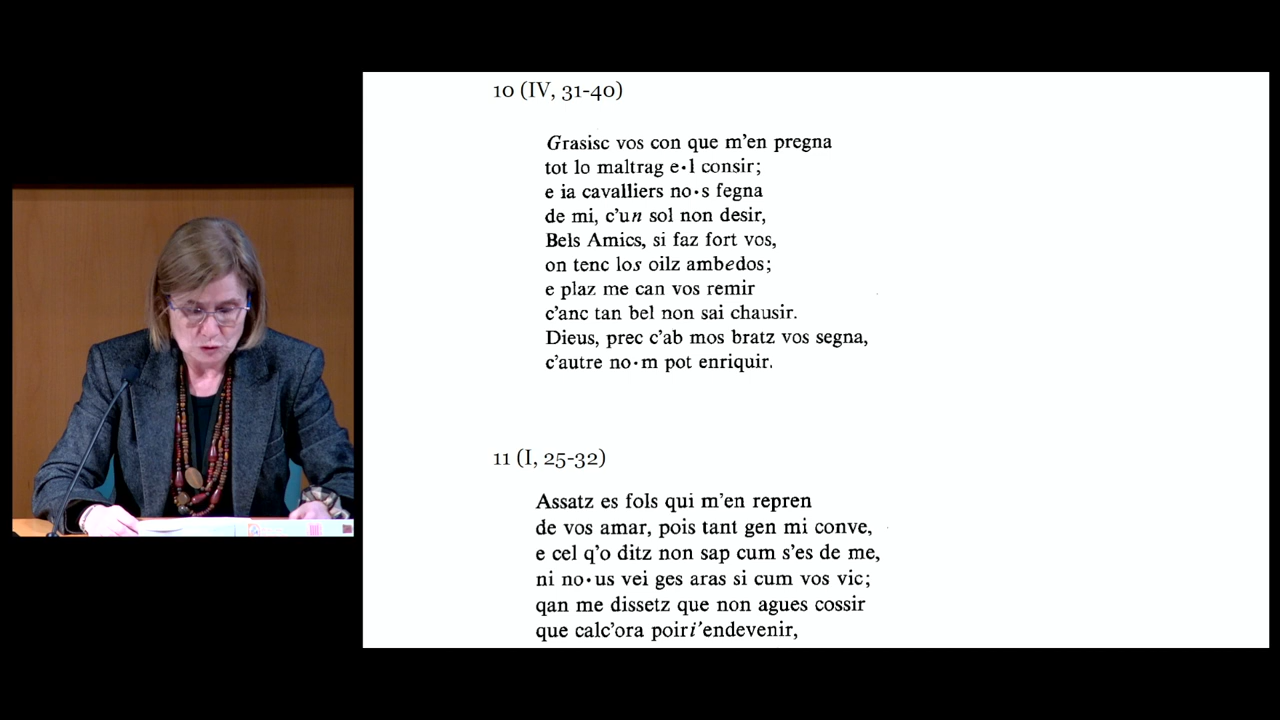 10 (IV, 31-40)
Grasisc vos con que m'en pregna
tot lo maltrag e·l consir;
e ia cavalliers no·s fegna
de mi, c'un sol non desir,
Bels Amics, si faz fort vos,
on tenc los oilz ambedos;
e plaz me can vos remir
c'anc tan bel non sai chausir.
Dieus, prec c'ab mos bratz vos segna,
c'autre no·m pot enriquir.
11 (I, 25-32)
Assatz es fols qui m'en repren
de vos amar, pois tant gen mi conve,
e cel q'o ditz non sap cum s'es de me,
ni no·us vei ges aras si cum vos vic;
qan me dissetz que non agues cossir
que calc'ora poiri'endevenir,